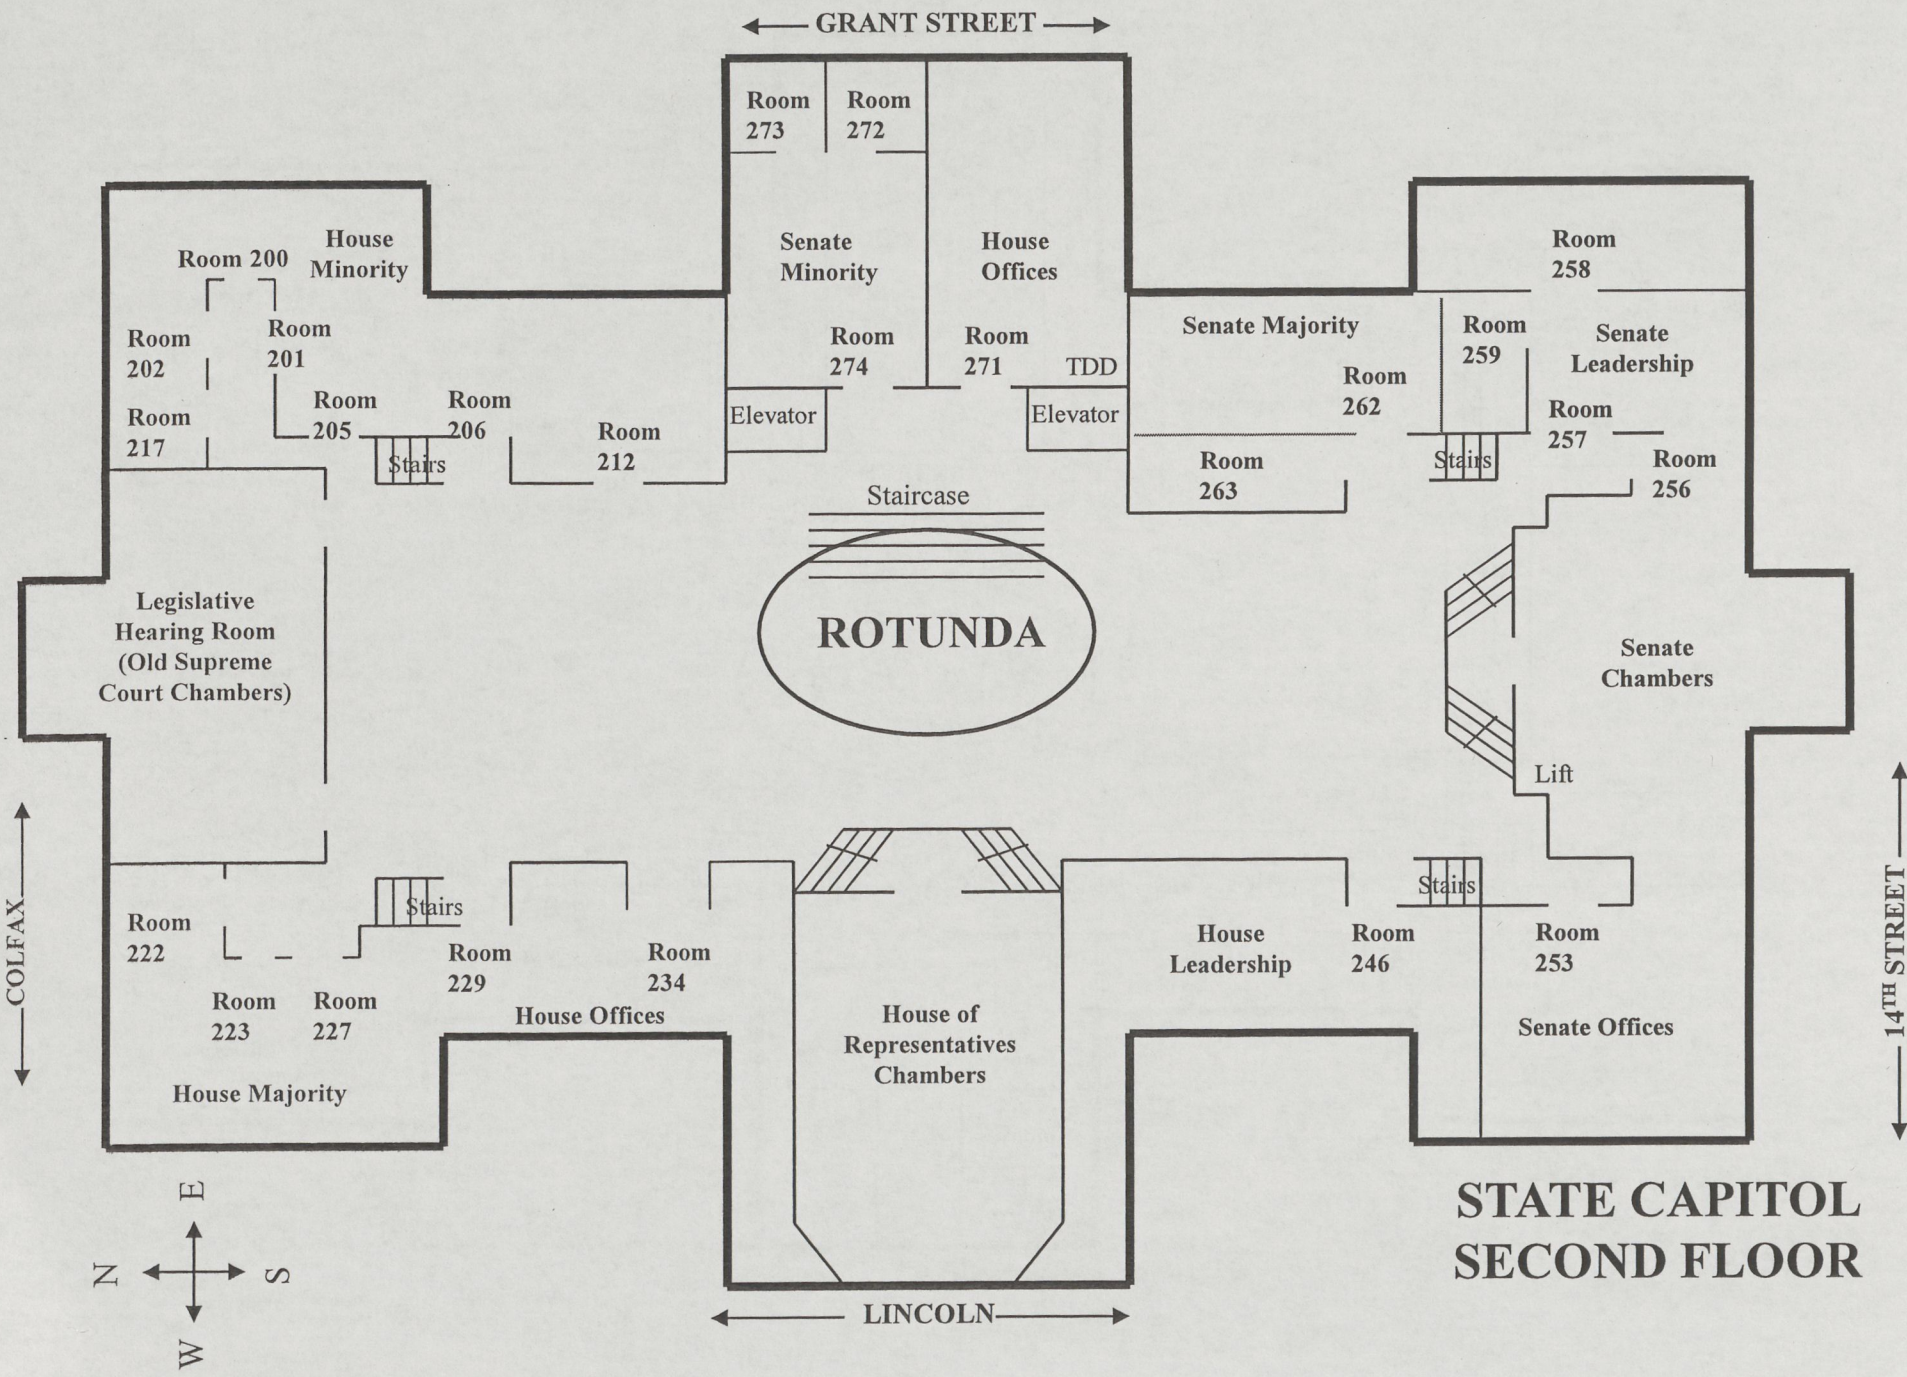 GRANT STREET
Room
273
Room
272
House
Minority
Room 200
Senate
Minority
House
Offices
Room
258
Room
202
Room
201
Room
274
Room
271
TDD
Senate Majority
Room
262
Room
259
Senate
Leadership
Room
217
Room
205
Room
206
Room
212
Elevator
Elevator
Room
257
Stairs
Stairs
Room
263
Room
256
Staircase
ROTUNDA
Legislative
Hearing Room
(Old Supreme
Court Chambers)
Senate
Chambers
Lift
COLFAX
14TH STREET
Stairs
Stairs
Room
222
Room
223
Room
227
House Majority
Room
229
Room
234
House Offices
House of
Representatives
Chambers
House
Leadership
Room
246
Room
253
Senate Offices
E
N
S
W
LINCOLN
STATE CAPITOL
SECOND FLOOR